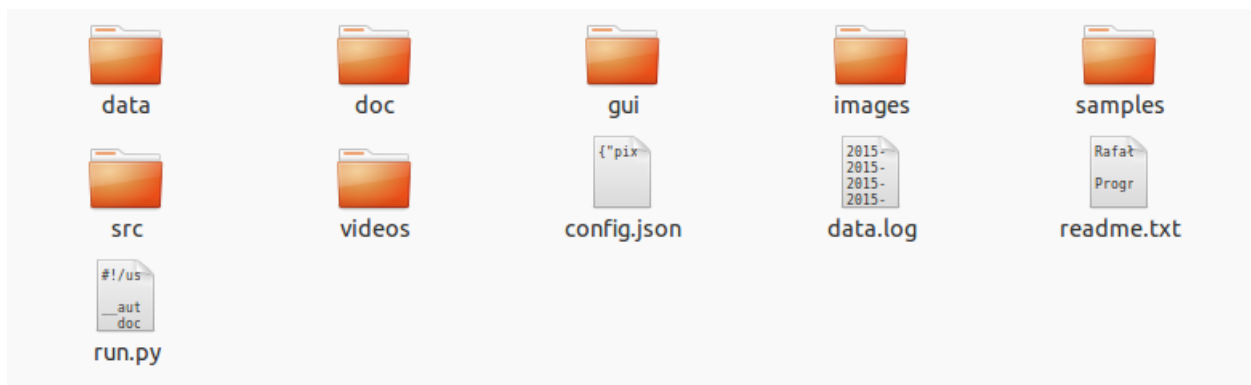 data doc gui images samples
{"pix 2015- Rafał
2015-
2015- Progr
2015-
src videos config.json data.log readme.txt
#!/us
__aut
__doc
run.py